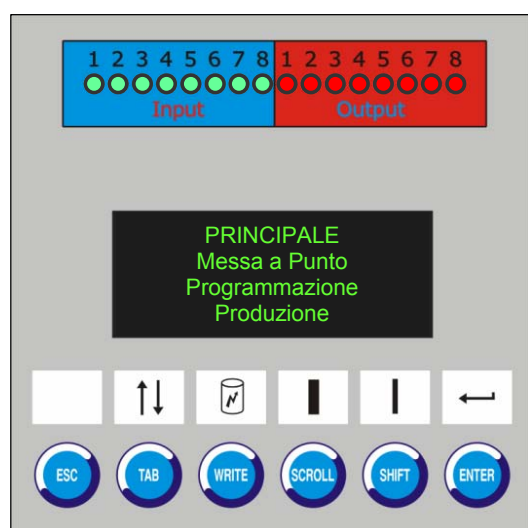 1 2 3 4 5 6 7 8 1 2 3 4 5 6 7 8
Input Output
PRINCIPALE
Messa a Punto
Programmazione
Produzione
ESC TAB WRITE SCROLL SHIFT ENTER